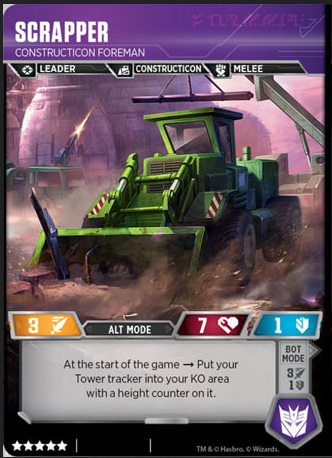 SCRAPPER
CONSTRUCTICON FOREMAN
LEADER CONSTRUCTICON MELEE
3 ALT MODE 7 1
At the start of the game → Put your
Tower tracker into your KO area
with a height counter on it.
BOT
MODE
3
1
TM & © Hasbro. © Wizards.